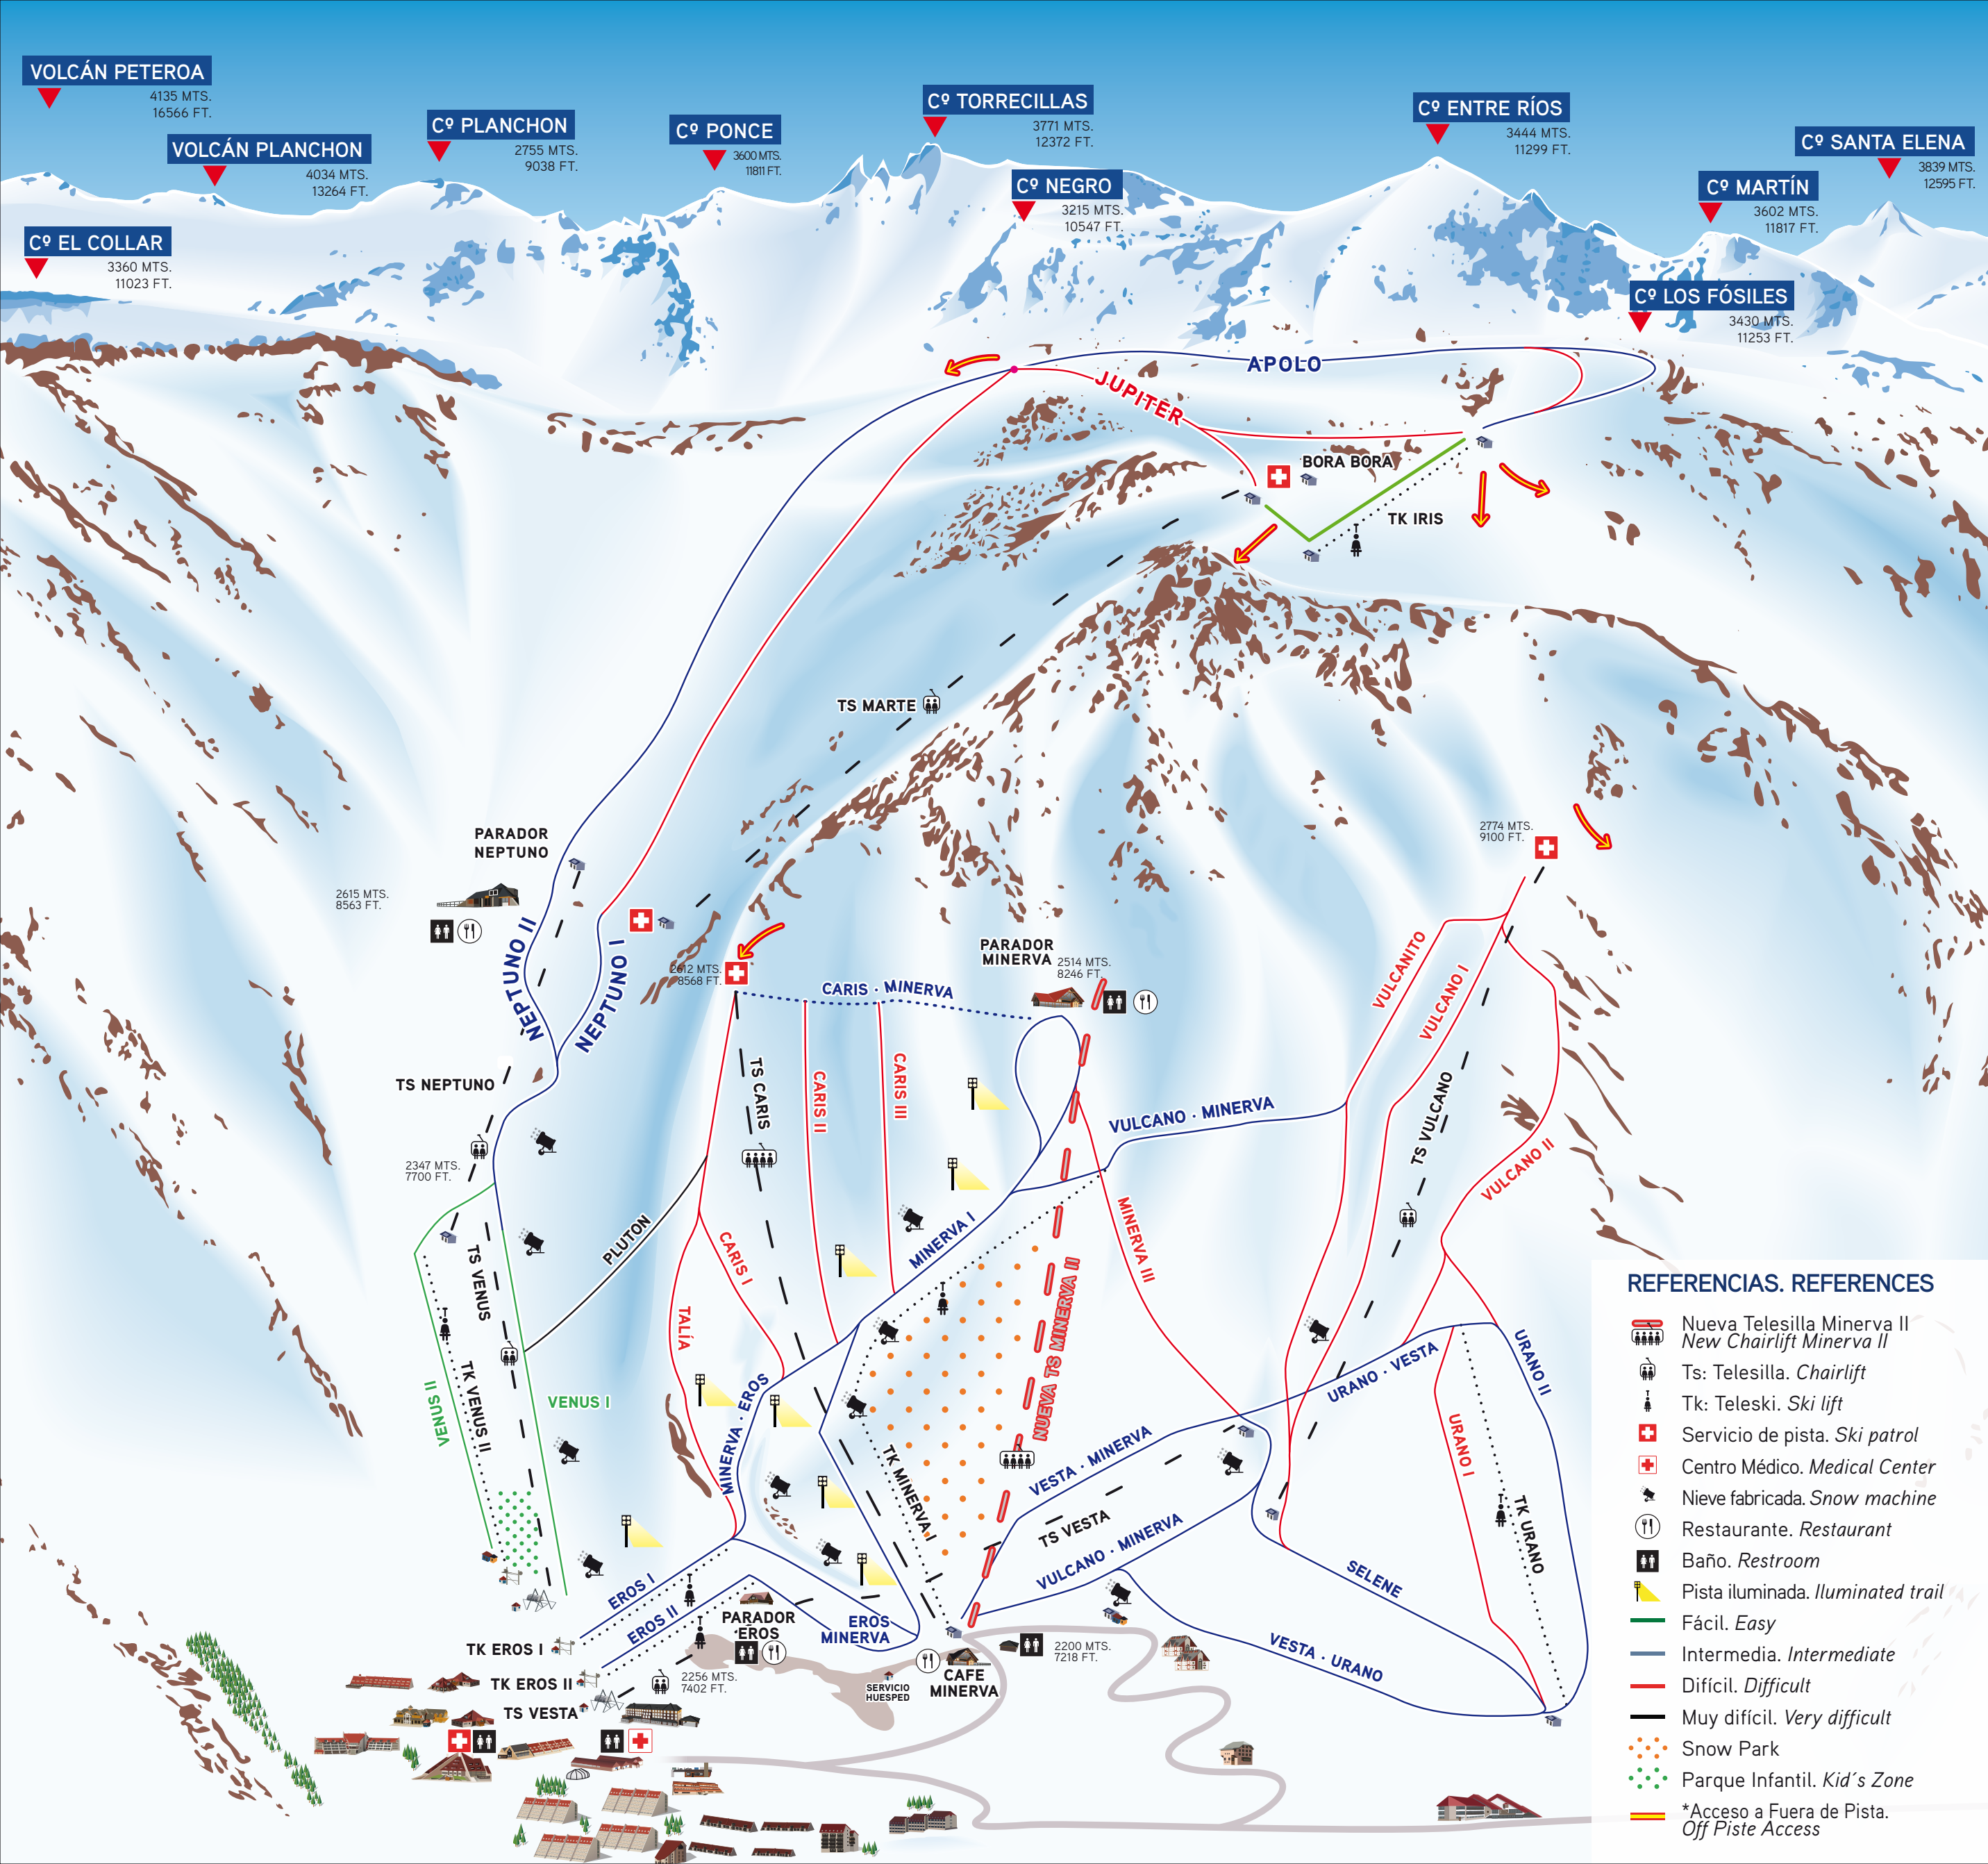 VOLCÁN PETEROA
4135 MTS.
16566 FT.
VOLCÁN PLANCHON
4034 MTS.
13264 FT.
Cº PLANCHON
2755 MTS.
9038 FT.
Cº PONCE
3600 MTS.
11811 FT.
Cº TORRECILLAS
3771 MTS.
12372 FT.
Cº NEGRO
3215 MTS.
10547 FT.
Cº ENTRE RÍOS
3444 MTS.
11299 FT.
Cº SANTA ELENA
3839 MTS.
12595 FT.
Cº MARTÍN
3602 MTS.
11817 FT.
Cº EL COLLAR
3360 MTS.
11023 FT.
Cº LOS FÓSILES
3430 MTS.
11253 FT.
APOLO
JUPITER
BORA BORA
TK IRIS
TS MARTE
PARADOR
NEPTUNO
2615 MTS.
8563 FT.
2774 MTS.
9100 FT.
NEPTUNO II
NEPTUNO I
2612 MTS.
8568 FT.
PARADOR
MINERVA
2514 MTS.
8246 FT.
CARIS · MINERVA
VULCANITO
VULCANO I
TS NEPTUNO
TS CARIS
CARIS II
CARIS III
VULCANO · MINERVA
TS VULCANO
VULCANO II
2347 MTS.
7700 FT.
PLUTON
TS VENUS
CARIS I
MINERVA I
MINERVA III
NUEVA TS MINERVA II
TALÍA
TK VENUS II
VENUS II
VENUS I
MINERVA · EROS
TK MINERVA
URANO · VESTA
URANO II
URANO I
VESTA · MINERVA
TS VESTA
VULCANO · MINERVA
TK URANO
SELENE
EROS I
EROS II
PARADOR
EROS
EROS
MINERVA
VESTA · URANO
TK EROS I
TK EROS II
TS VESTA
2256 MTS.
7402 FT.
SERVICIO
HUESPED
CAFE
MINERVA
2200 MTS.
7218 FT.
REFERENCIAS. REFERENCES
Nueva Telesilla Minerva II
New Chairlift Minerva II
Ts: Telesilla. Chairlift
Tk: Teleski. Ski lift
Servicio de pista. Ski patrol
Centro Médico. Medical Center
Nieve fabricada. Snow machine
Restaurante. Restaurant
Baño. Restroom
Pista iluminada. Iluminated trail
Fácil. Easy
Intermedia. Intermediate
Difícil. Difficult
Muy difícil. Very difficult
Snow Park
Parque Infantil. Kid´s Zone
*Acceso a Fuera de Pista.
Off Piste Access